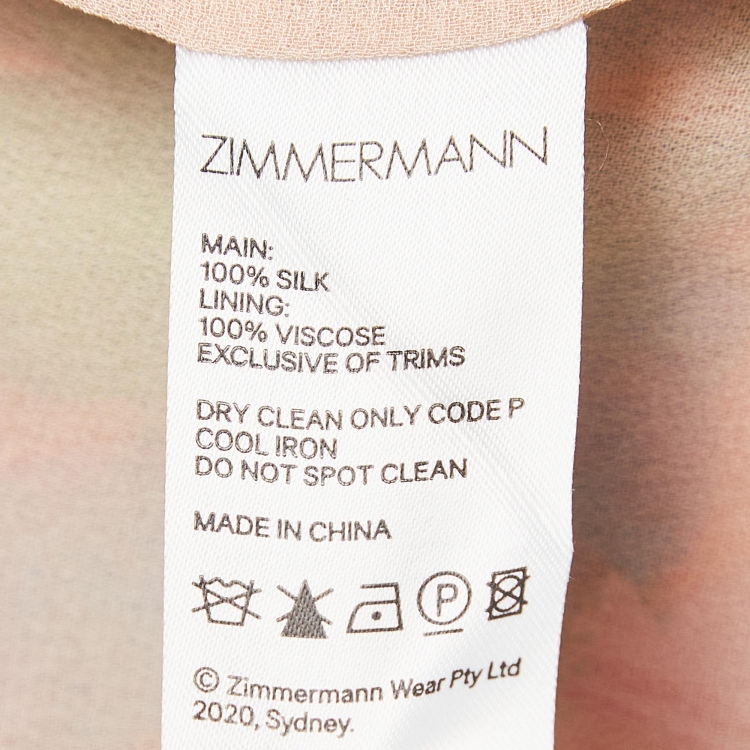 ZIMMERMANN
MAIN:
100% SILK
LINING:
100% VISCOSE
EXCLUSIVE OF TRIMS
DRY CLEAN ONLY CODE P
COOL IRON
DO NOT SPOT CLEAN
MADE IN CHINA
P
© Zimmermann Wear Pty Ltd
2020, Sydney.